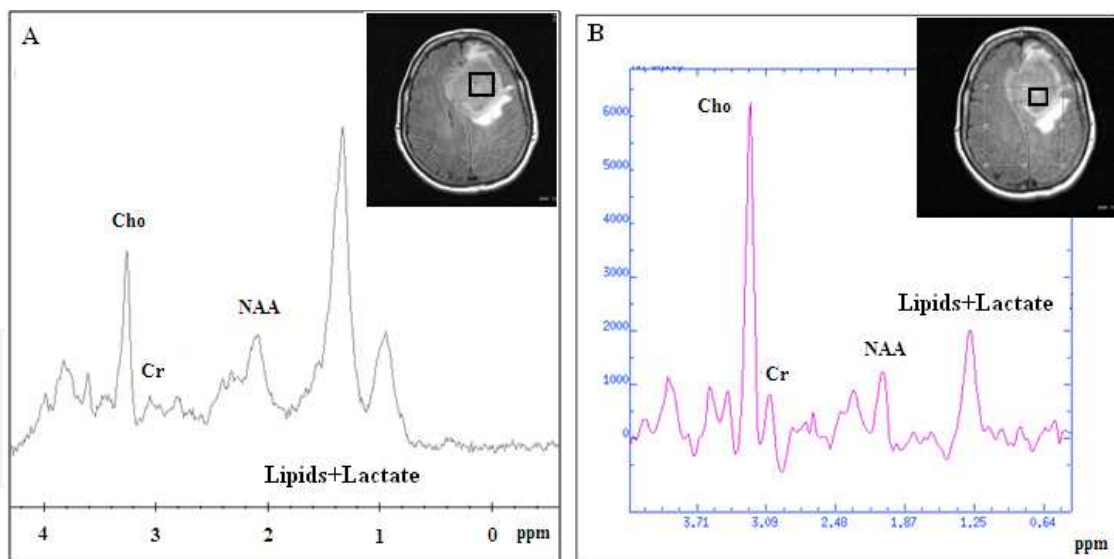 A
Cho
Cr
NAA
Lipids+Lactate
4 3 2 1 0 ppm
B
6000
5000
4000
3000
2000
1000
0
Cho
Cr
NAA
Lipids+Lactate
3.71 3.09 2.48 1.87 1.25 0.64
ppm